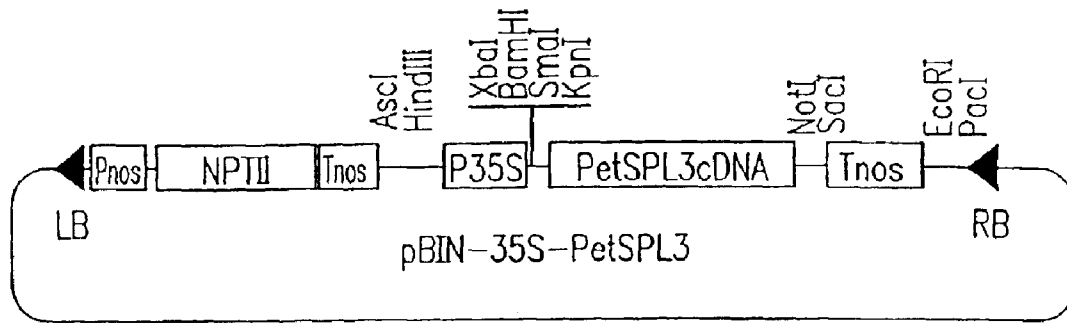 AscI
HindIII
XbaI
BamHI
SmaI
KpnI
NotI
SacI
EcoRI
PacI
Pnos
NPTII
Tnos
P35S
PetSPL3cDNA
Tnos
LB
RB
pBIN-35S-PetSPL3